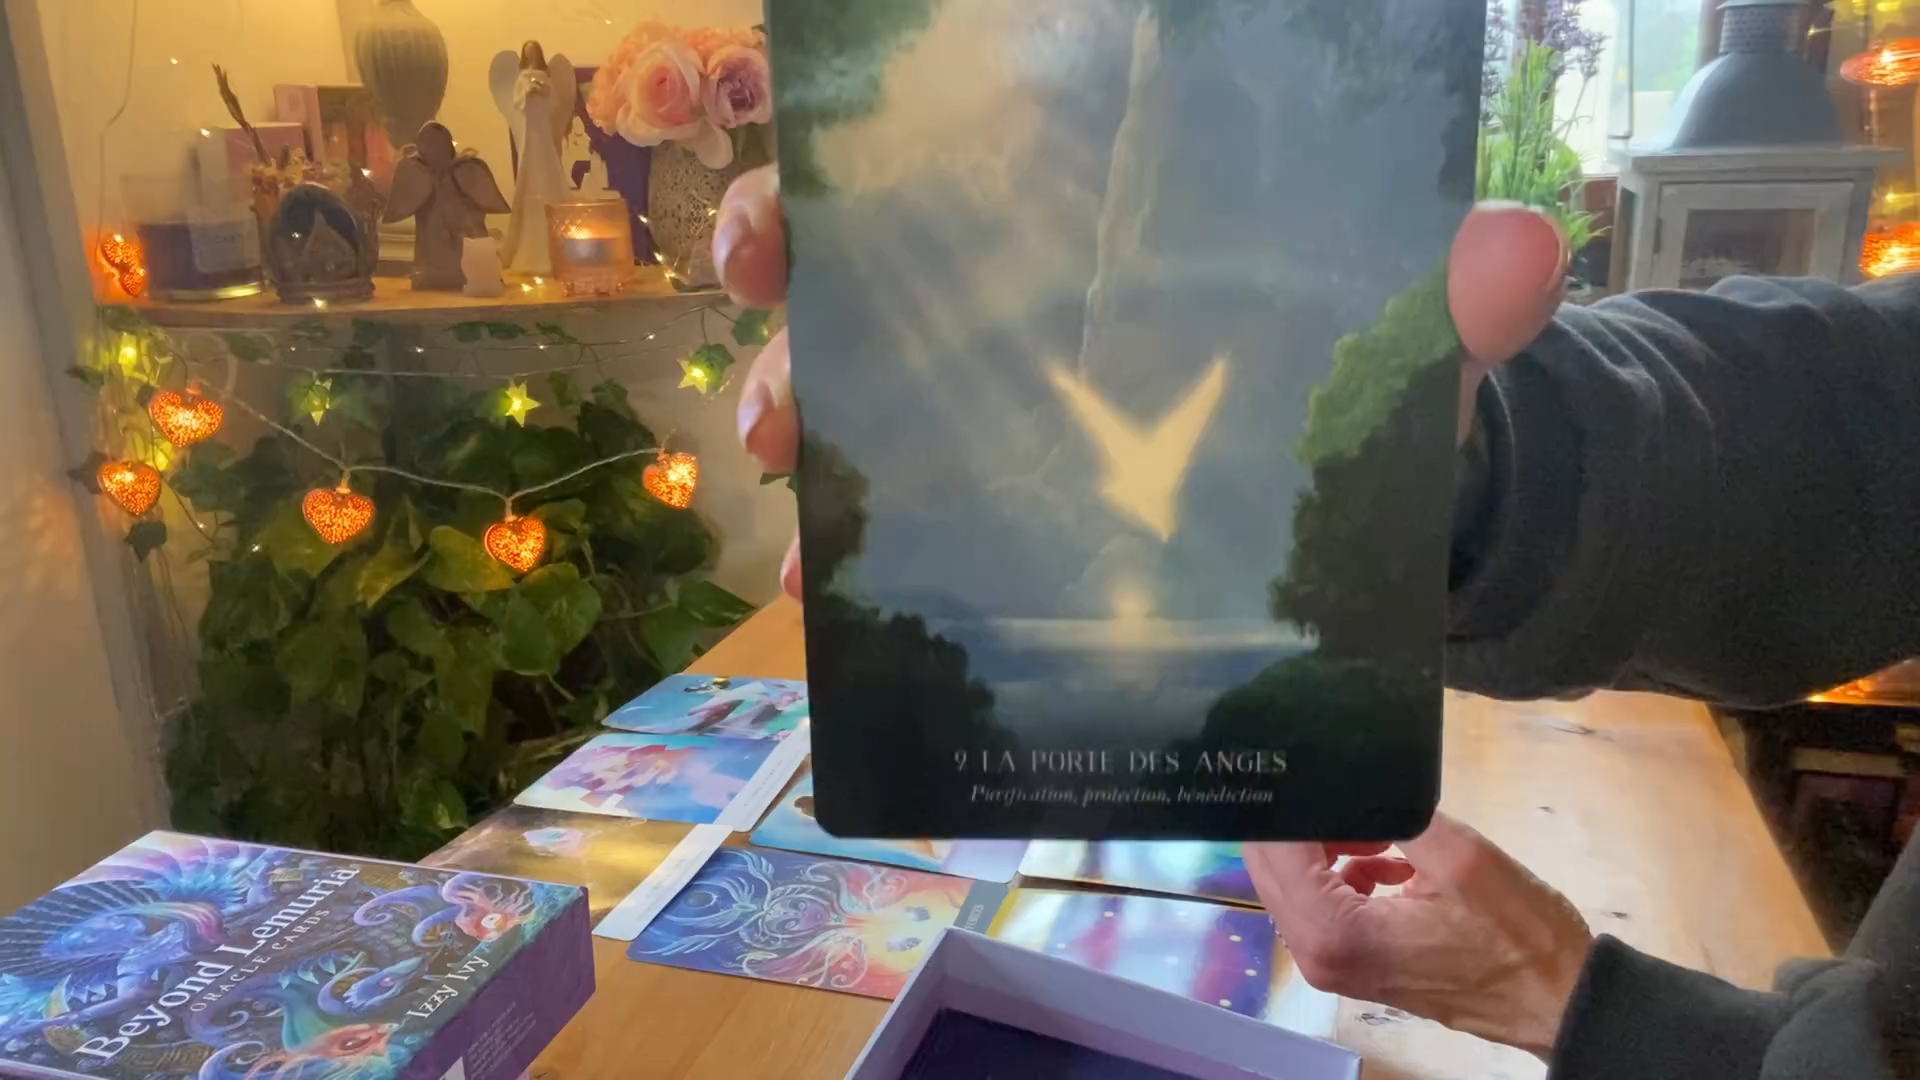 9 LA PORTE DES ANGES
Purification, protection, bénédiction
Beyond Lemuria
ORACLE CARDS
Izzy Ivy